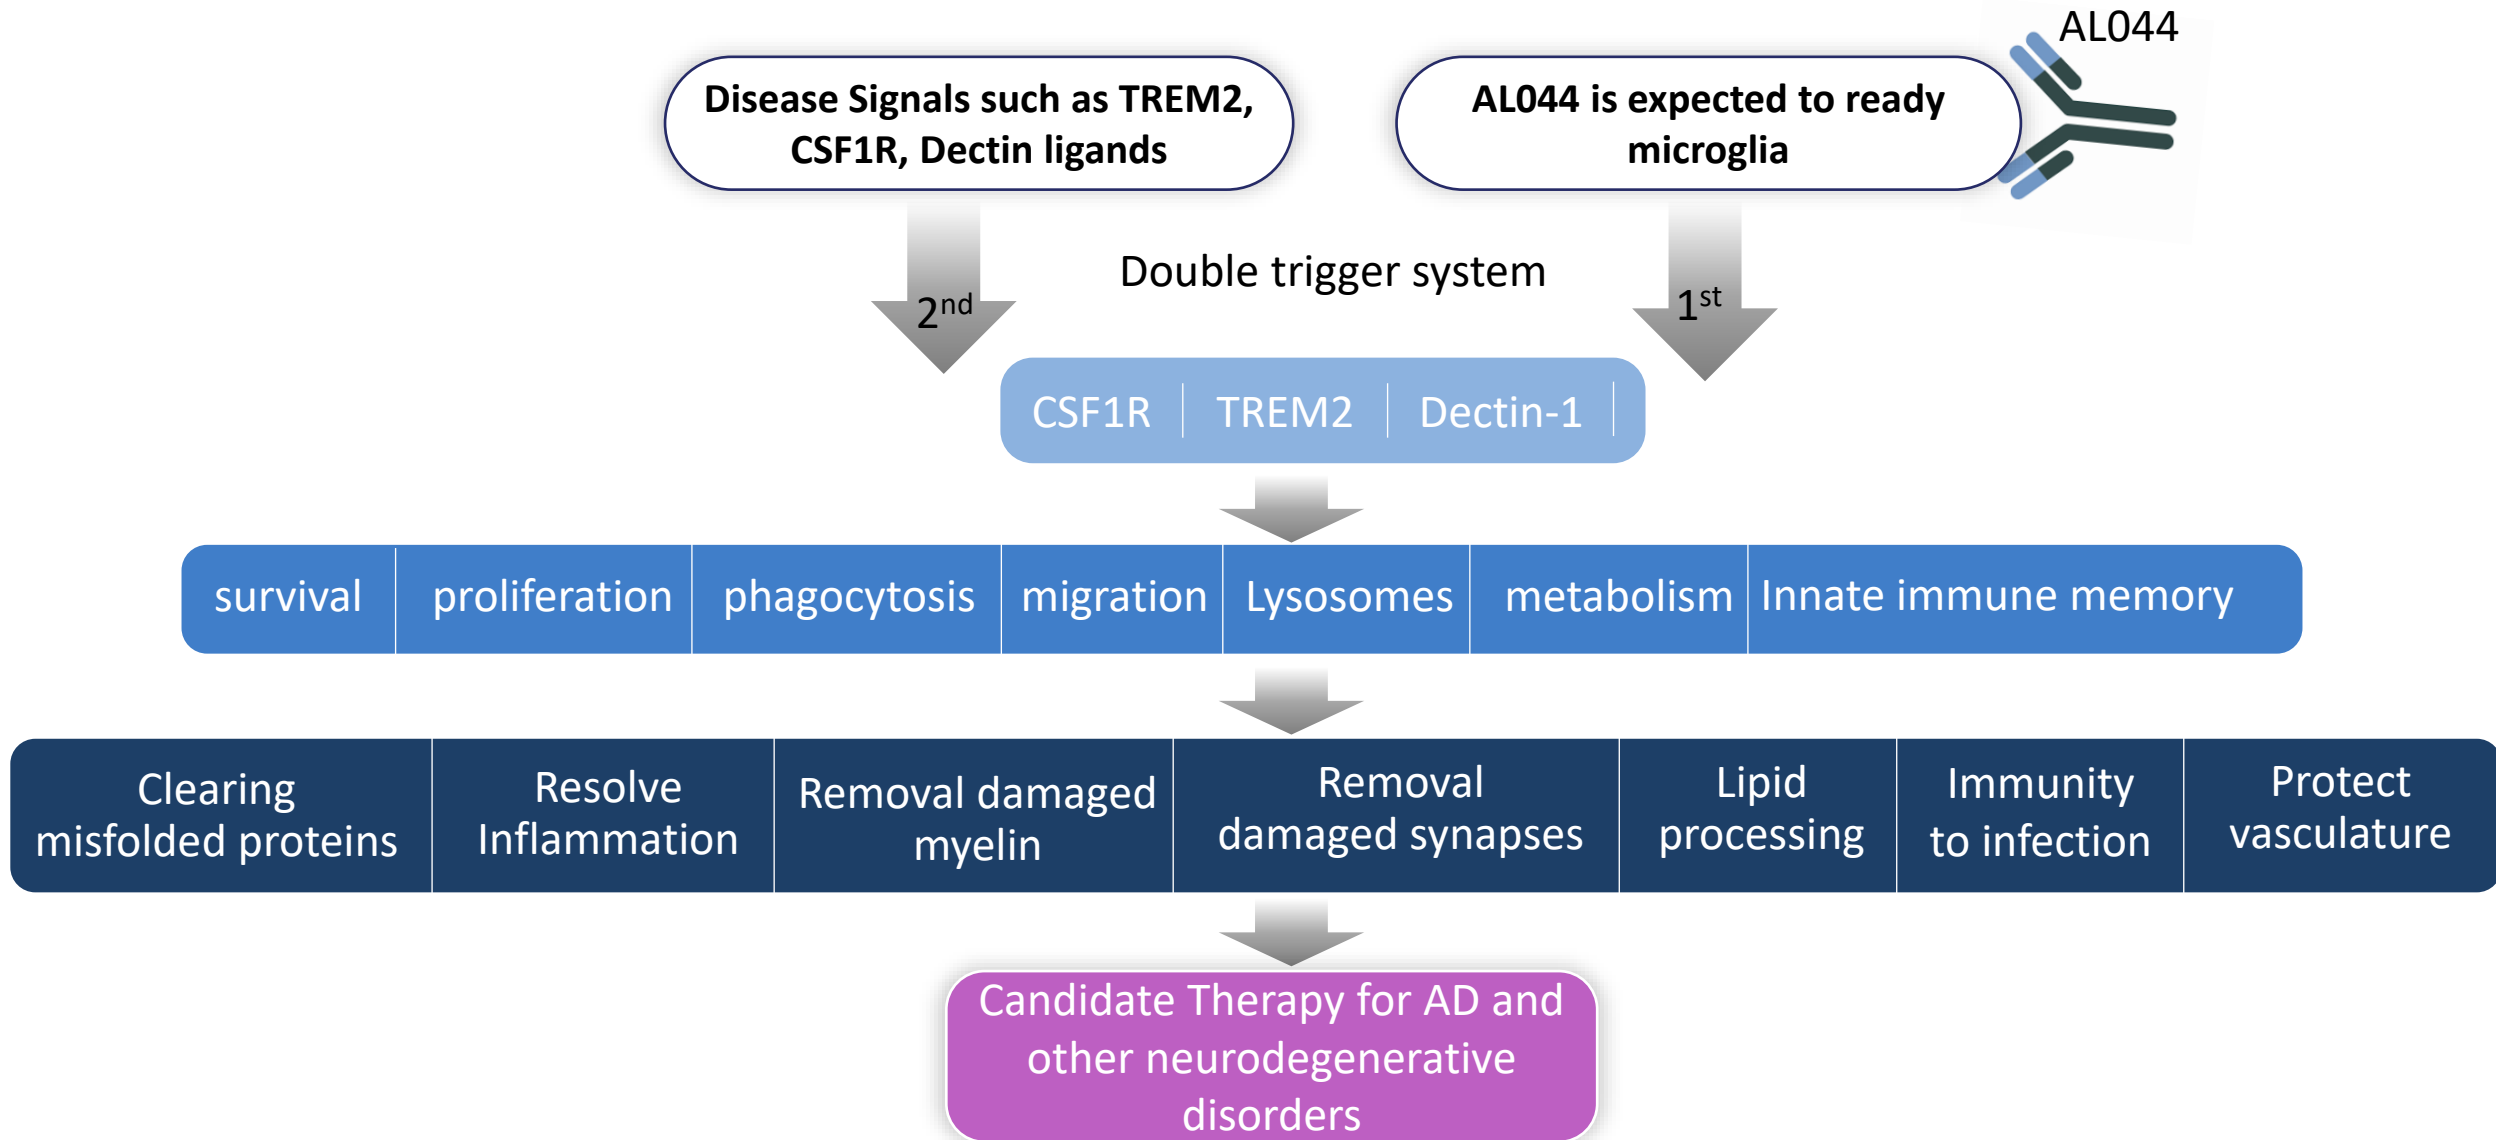 AL044
Disease Signals such as TREM2,
CSF1R, Dectin ligands
AL044 is expected to ready
microglia
Double trigger system
2nd
1st
CSF1R
TREM2
Dectin-1
survival
proliferation
phagocytosis
migration
Lysosomes
metabolism
Innate immune memory
Clearing
misfolded proteins
Resolve
Inflammation
Removal damaged
myelin
Removal
damaged synapses
Lipid
processing
Immunity
to infection
Protect
vasculature
Candidate Therapy for AD and
other neurodegenerative
disorders